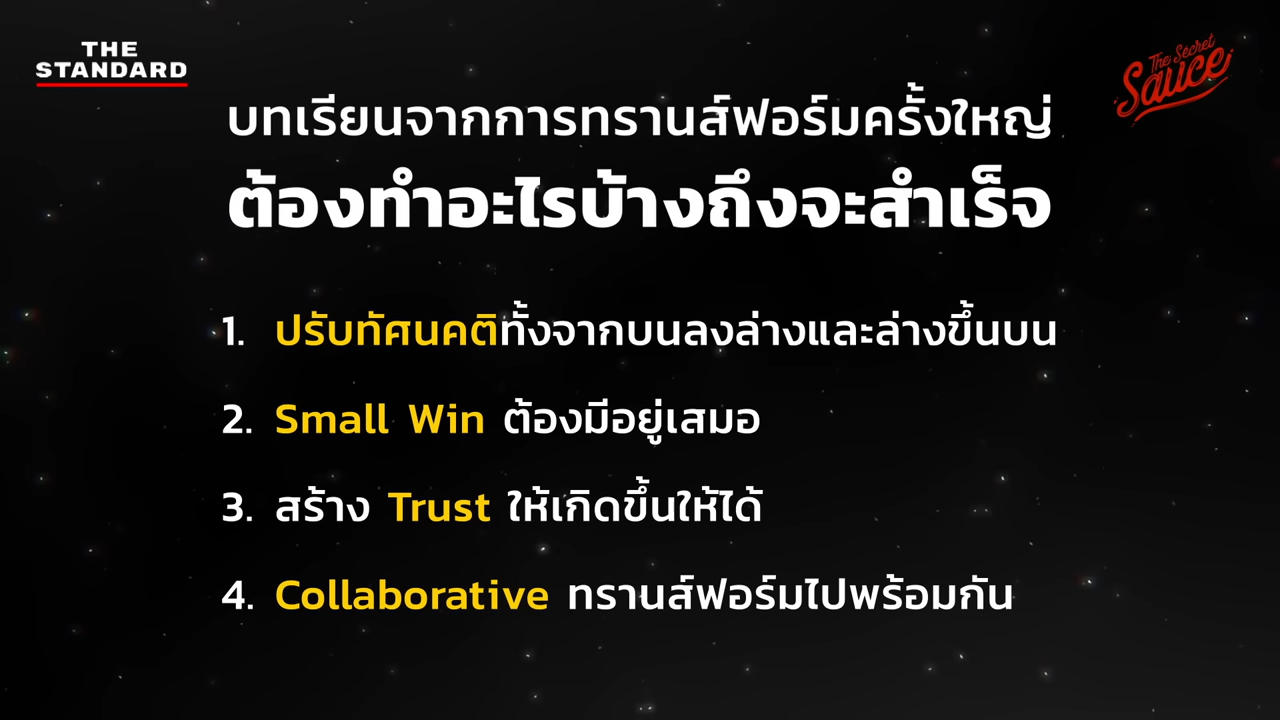 THE
STANDARD
The Secret
Sauce
บทเรียนจากการทรานส์ฟอร์มครั้งใหญ่
ต้องทำอะไรบ้างถึงจะสำเร็จ
1. ปรับทัศนคติทั้งจากบนลงล่างและล่างขึ้นบน
2. Small Win ต้องมีอยู่เสมอ
3. สร้าง Trust ให้เกิดขึ้นให้ได้
4. Collaborative ทรานส์ฟอร์มไปพร้อมกัน